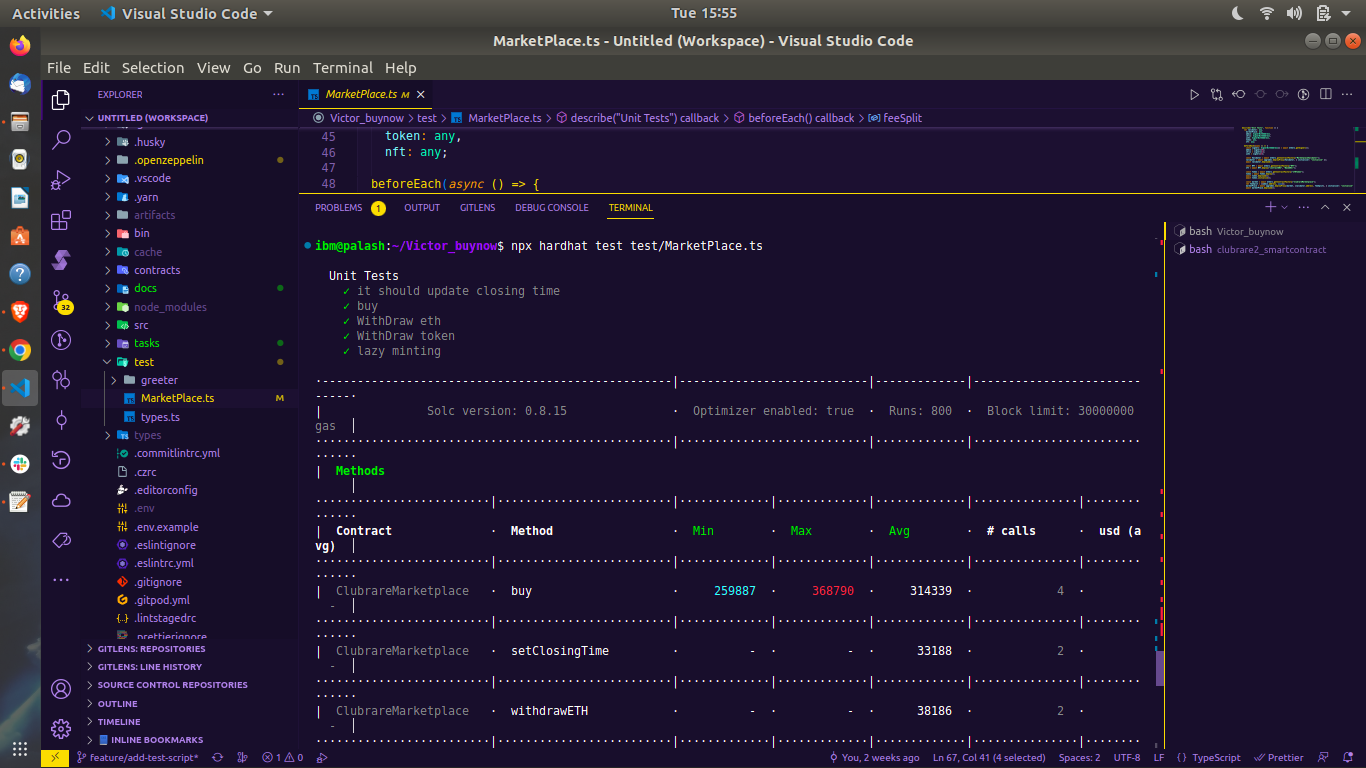 Activities
Visual Studio Code
Tue 15:55
MarketPlace.ts - Untitled (Workspace) - Visual Studio Code
File Edit Selection View Go Run Terminal Help
EXPLORER
UNTITLED (WORKSPACE)
.husky
.openzeppelin
.vscode
.yarn
artifacts
bin
cache
contracts
docs
node_modules
src
tasks
test
greeter
MarketPlace.ts M
types.ts
types
.commitlintrc.yml
.czrc
.editorconfig
.env
.env.example
.eslintignore
.eslintrc.yml
.gitignore
.gitpod.yml
.lintstagedrc
.prettierignore
GITLENS: REPOSITORIES
GITLENS: LINE HISTORY
SOURCE CONTROL REPOSITORIES
OUTLINE
TIMELINE
INLINE BOOKMARKS
32
MarketPlace.ts M
Victor_buynow > test > MarketPlace.ts > describe("Unit Tests") callback > beforeEach() callback > feeSplit
45 token: any,
46 nft: any;
47
48 beforeEach(async () => {
PROBLEMS 1 OUTPUT GITLENS DEBUG CONSOLE TERMINAL
bash Victor_buynow
bash clubrare2_smartcontract
ibm@palash:~/Victor_buynow$ npx hardhat test test/MarketPlace.ts
Unit Tests
✓ it should update closing time
✓ buy
✓ WithDraw eth
✓ WithDraw token
✓ lazy minting
| Solc version: 0.8.15 · Optimizer enabled: true · Runs: 800 · Block limit: 30000000
gas |
| Methods
|
| Contract · Method · Min · Max · Avg · # calls · usd (a
vg) |
| ClubrareMarketplace · buy · 259887 · 368790 · 314339 · 4 ·
- |
| ClubrareMarketplace · setClosingTime · - · - · 33188 · 2 ·
- |
| ClubrareMarketplace · withdrawETH · - · - · 38186 · 2 ·
- |
feature/add-test-script* 1 0 You, 2 weeks ago Ln 67, Col 41 (4 selected) Spaces: 2 UTF-8 LF {} TypeScript Prettier